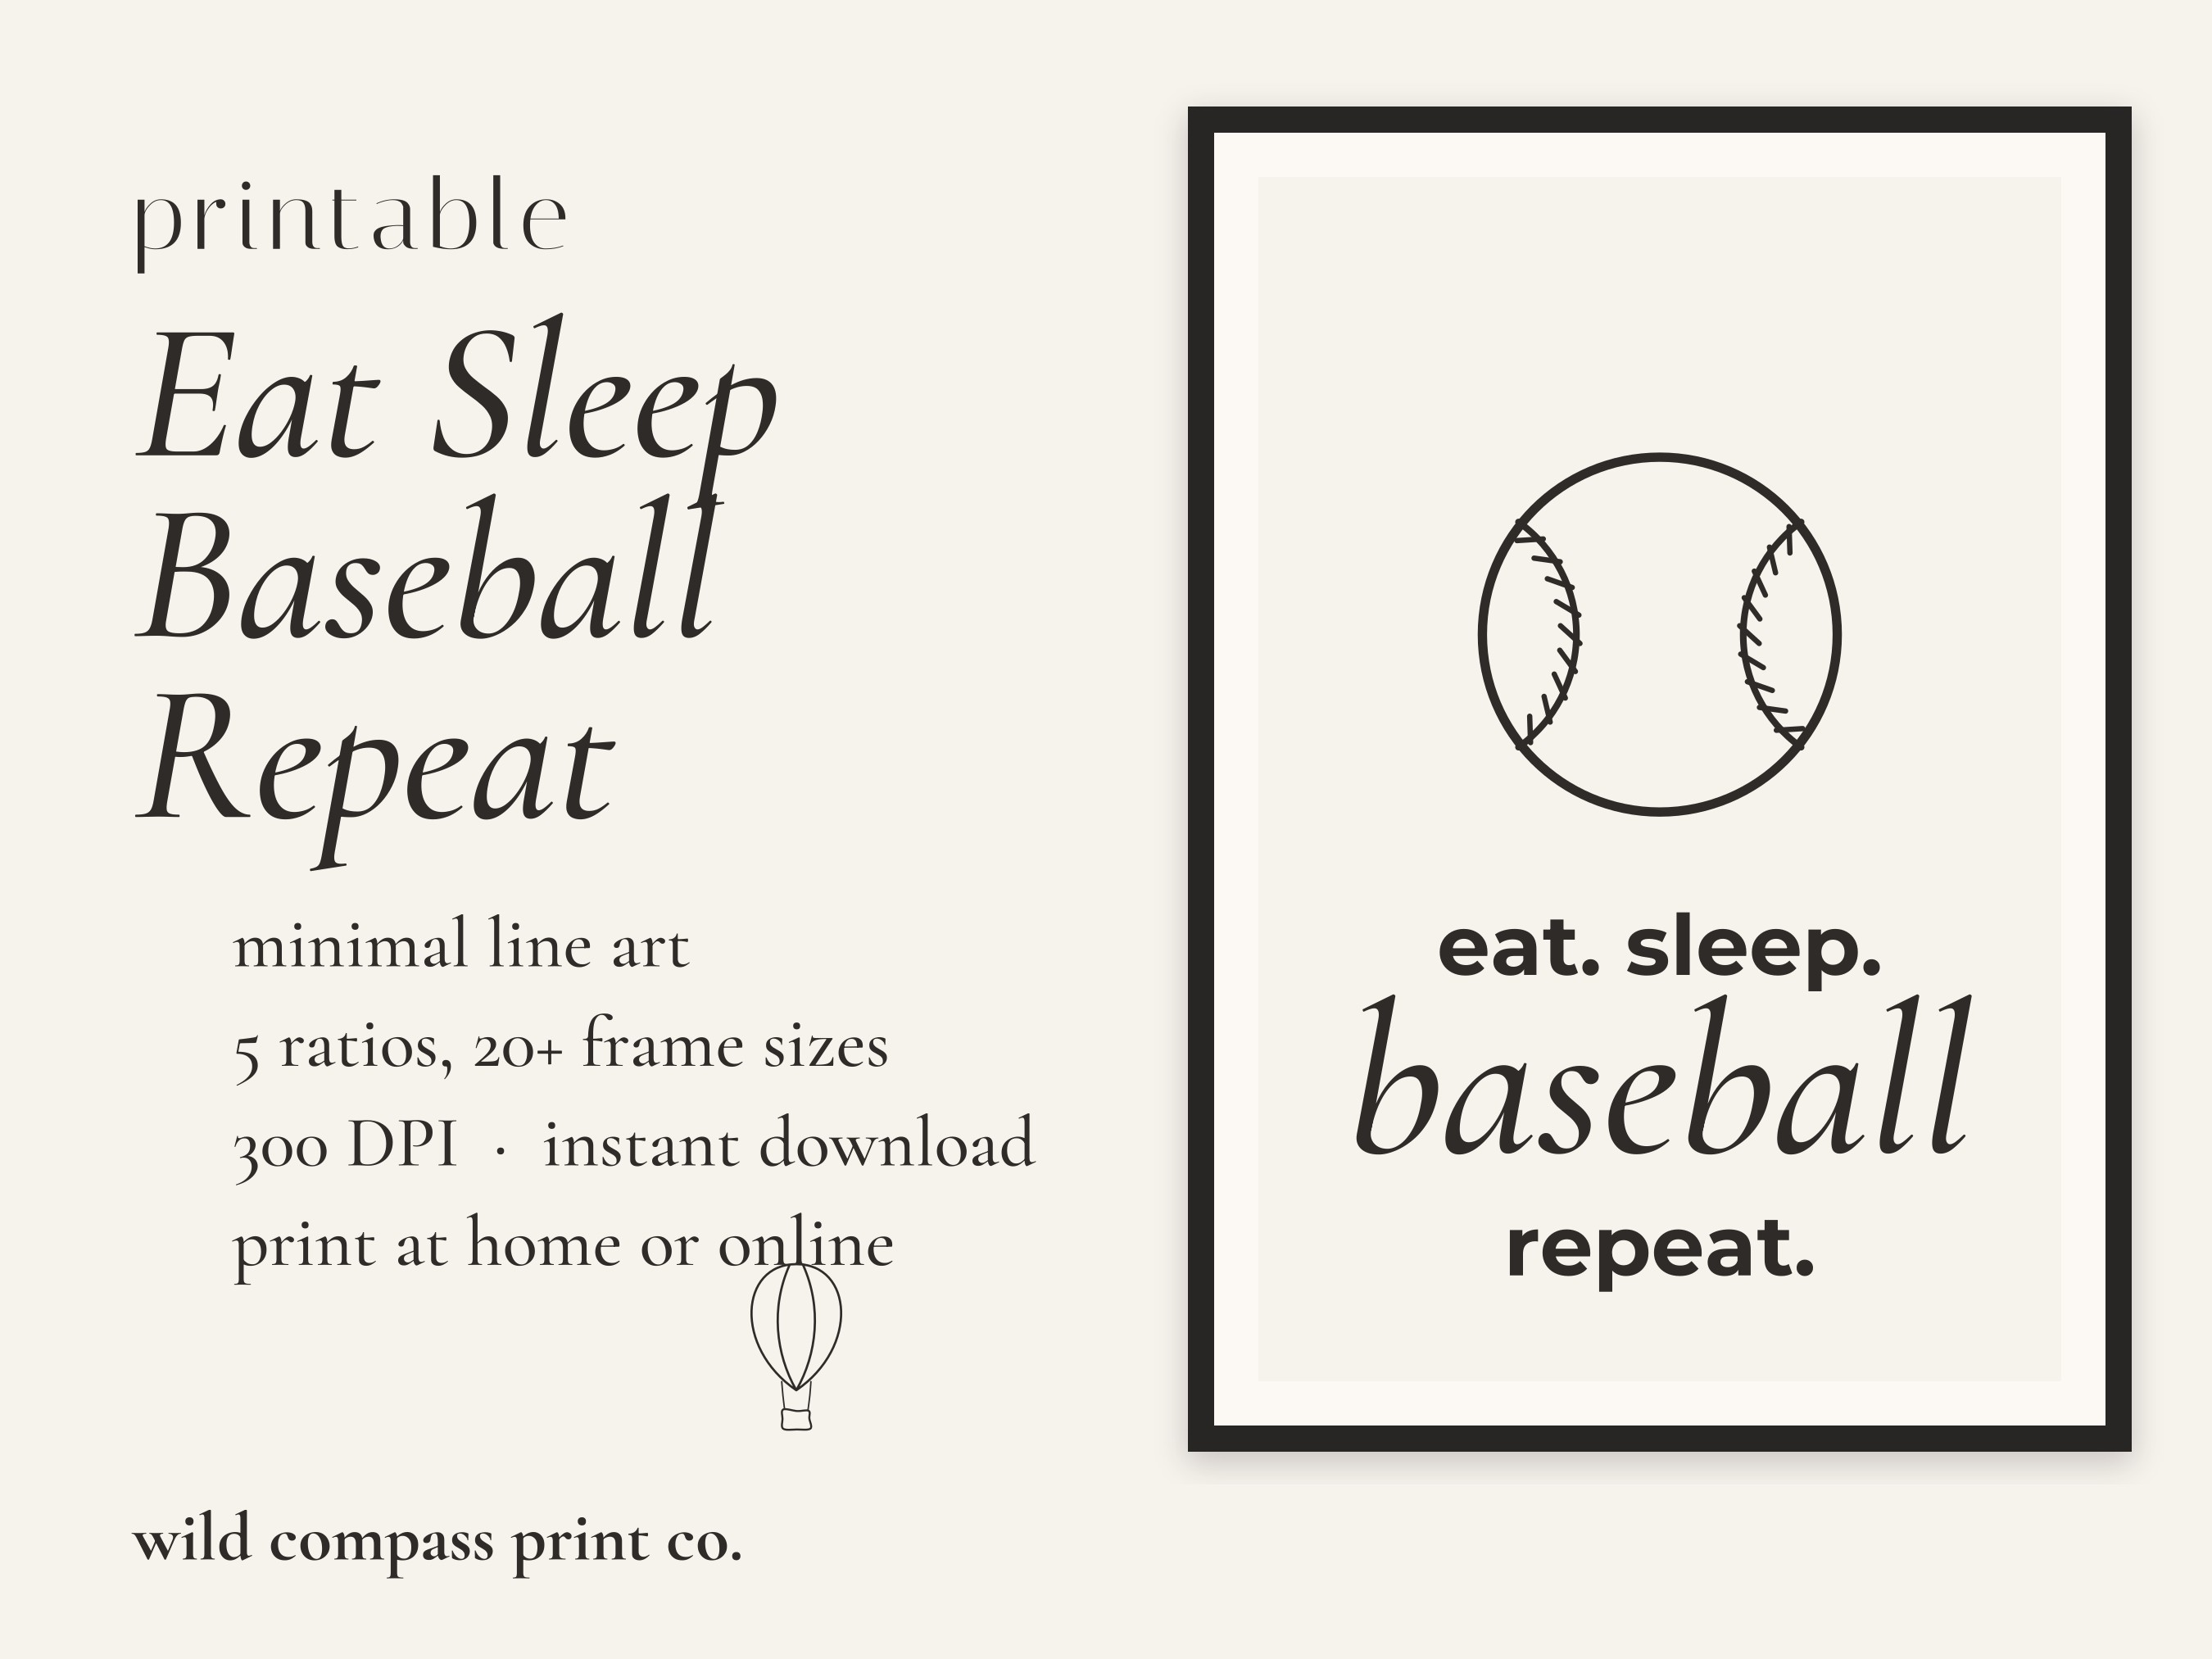 printable
Eat Sleep
Baseball
Repeat
minimal line art
5 ratios, 20+ frame sizes
300 DPI · instant download
print at home or online
wild compass print co.
eat. sleep.
baseball
repeat.